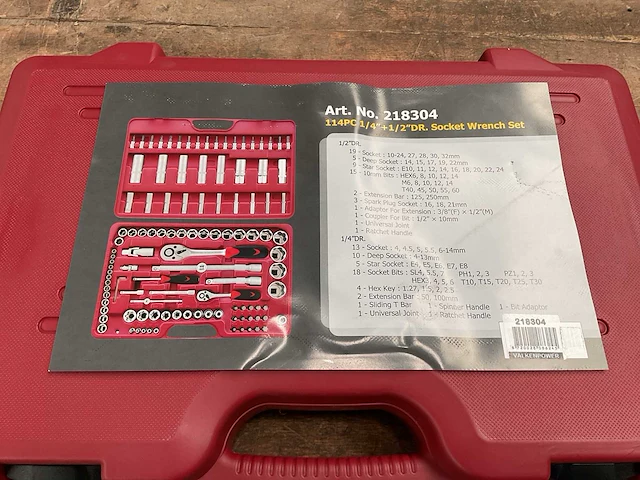 Art. No. 218304
114PC 1/4"+1/2"DR. Socket Wrench Set
1/2"DR.
19 - Socket : 10-24, 27, 28, 30, 32mm
5 - Deep Socket : 14, 15, 17, 19, 22mm
9 - Star Socket : E10, 11, 12, 14, 16, 18, 20, 22, 24
15 - 10mm Bits : HEX6, 8, 10, 12, 14
M6, 8, 10, 12, 14
T40, 45, 50, 55, 60
2 - Extension Bar : 125, 250mm
3 - Spark Plug Socket : 16, 18, 21mm
1 - Adaptor For Extension : 3/8"(F) × 1/2"(M)
1 - Coupler For Bit : 1/2" × 10mm
1 - Universal Joint
1 - Ratchet Handle
1/4"DR.
13 - Socket : 4, 4.5, 5, 5.5, 6-14mm
10 - Deep Socket : 4-13mm
5 - Star Socket : E4, E5, E6, E7, E8
18 - Socket Bits : SL4, 5.5, 7 PH1, 2, 3 PZ1, 2, 3
HEX3, 4, 5, 6 T10, T15, T20, T25, T30
4 - Hex Key : 1.27, 1.5, 2, 2.5
2 - Extension Bar : 50, 100mm
1 - Sliding T Bar 1 - Spinner Handle 1 - Bit Adaptor
1 - Universal Joint 1 - Ratchet Handle
218304
VALKENPOWER